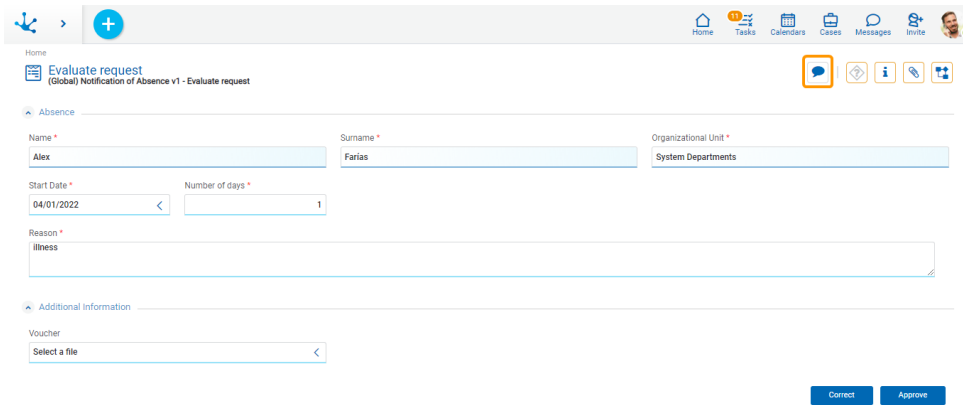 11
Home Tasks Calendars Cases Messages Invite
Home
Evaluate request
(Global) Notification of Absence v1 - Evaluate request
Absence
Name * Surname * Organizational Unit *
Alex Farías System Departments
Start Date * Number of days *
04/01/2022 1
Reason *
illness
Additional Information
Voucher
Select a file
Correct Approve